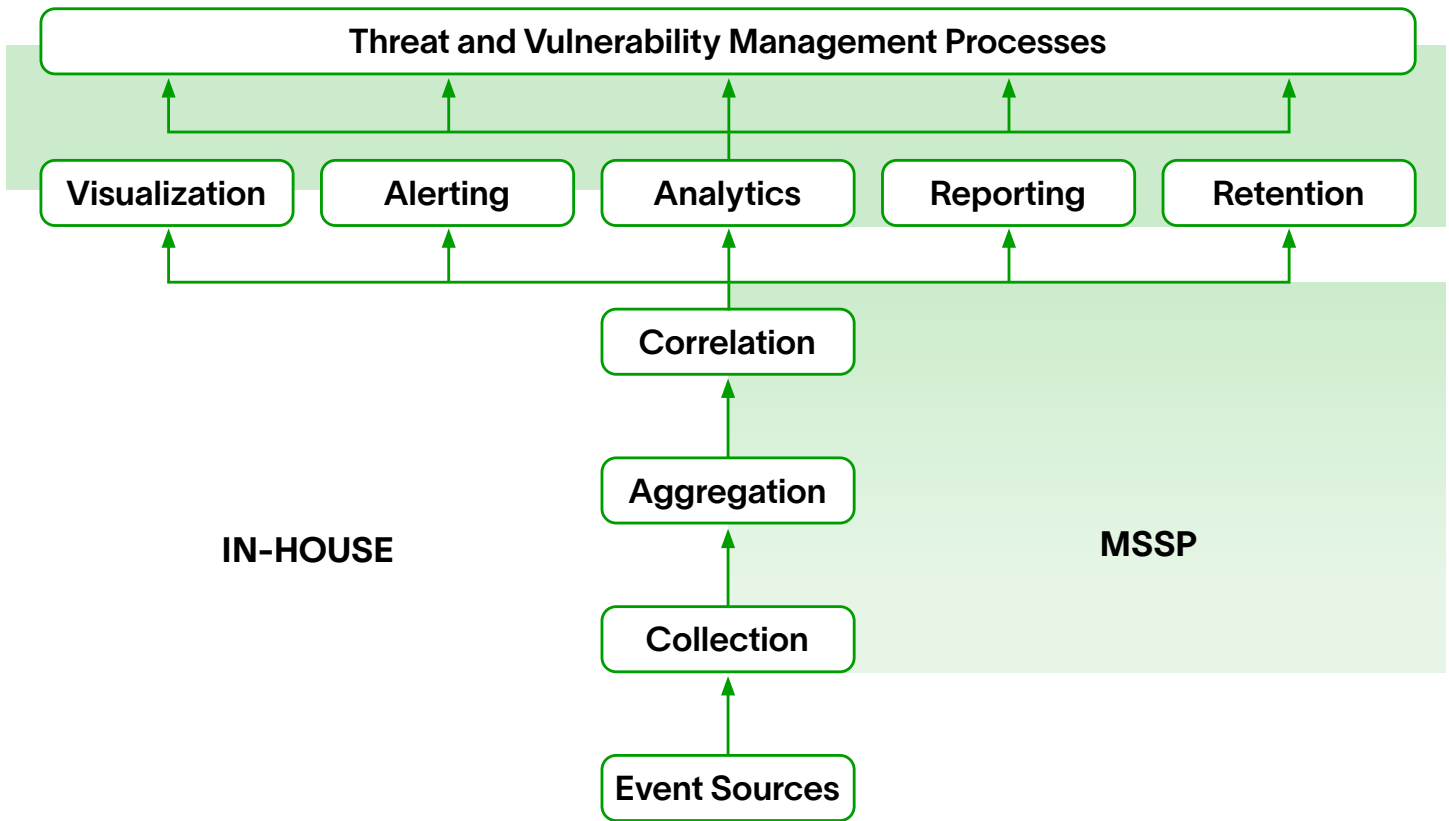 Threat and Vulnerability Management Processes
Visualization
Alerting
Analytics
Reporting
Retention
Correlation
Aggregation
IN-HOUSE
MSSP
Collection
Event Sources